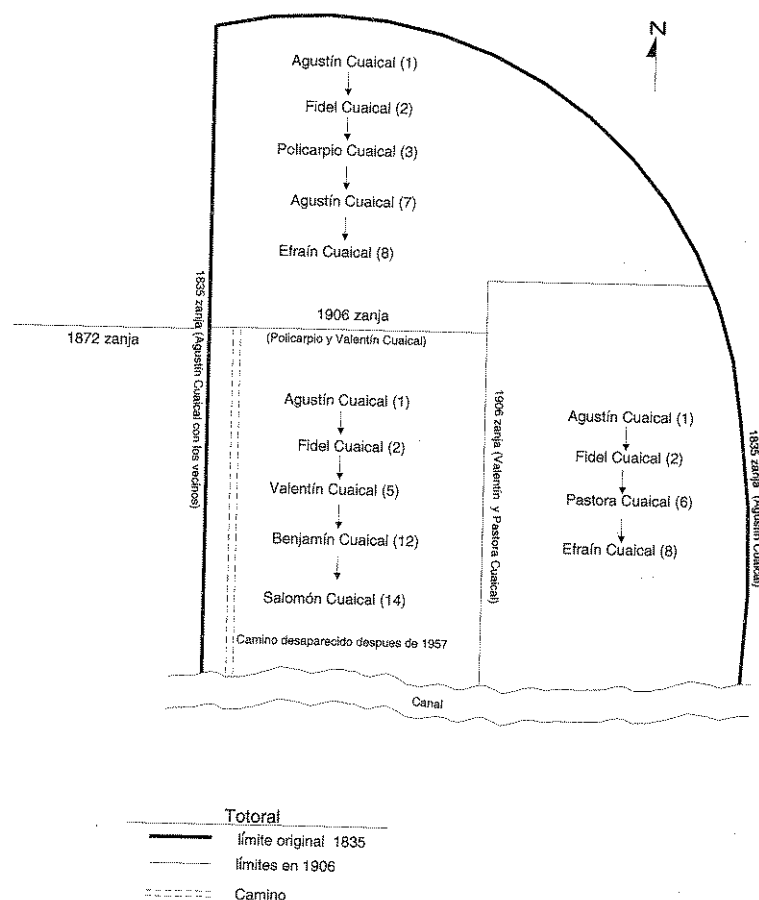 N
Agustín Cuaical (1)
Fidel Cuaical (2)
Policarpio Cuaical (3)
Agustín Cuaical (7)
Efraín Cuaical (8)
1835 zanja (Agustín Cuaical con los vecinos)
1872 zanja
1906 zanja
(Policarpio y Valentín Cuaical)
Agustín Cuaical (1)
Fidel Cuaical (2)
Valentín Cuaical (5)
Benjamín Cuaical (12)
Salomón Cuaical (14)
Camino desaparecido despues de 1957
1906 zanja (Valentín y Pastora Cuaical)
Agustín Cuaical (1)
Fidel Cuaical (2)
Pastora Cuaical (6)
Efraín Cuaical (8)
1835 zanja (Agustín Cuaical)
Canal
Totoral
límite original 1835
límites en 1906
Camino